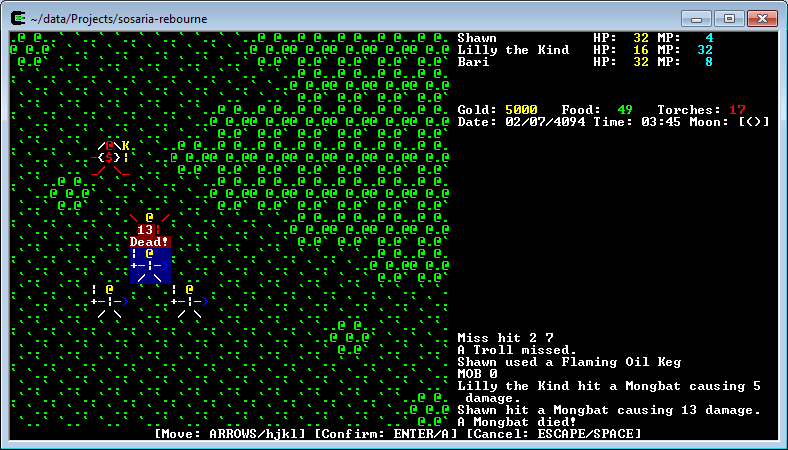 ~/data/Projects/sosaria-rebourne
Shawn HP: 32 MP: 4
Lilly the Kind HP: 16 MP: 32
Bari HP: 32 MP: 8
Gold: 5000 Food: 49 Torches: 17
Date: 02/07/4094 Time: 03:45 Moon: [()]
13
Dead!
Miss hit 2 7
A Troll missed.
Shawn used a Flaming Oil Keg
MOB 0
Lilly the Kind hit a Mongbat causing 5
damage.
Shawn hit a Mongbat causing 13 damage.
A Mongbat died!
[Move: ARROWS/hjkl] [Confirm: ENTER/A] [Cancel: ESCAPE/SPACE]